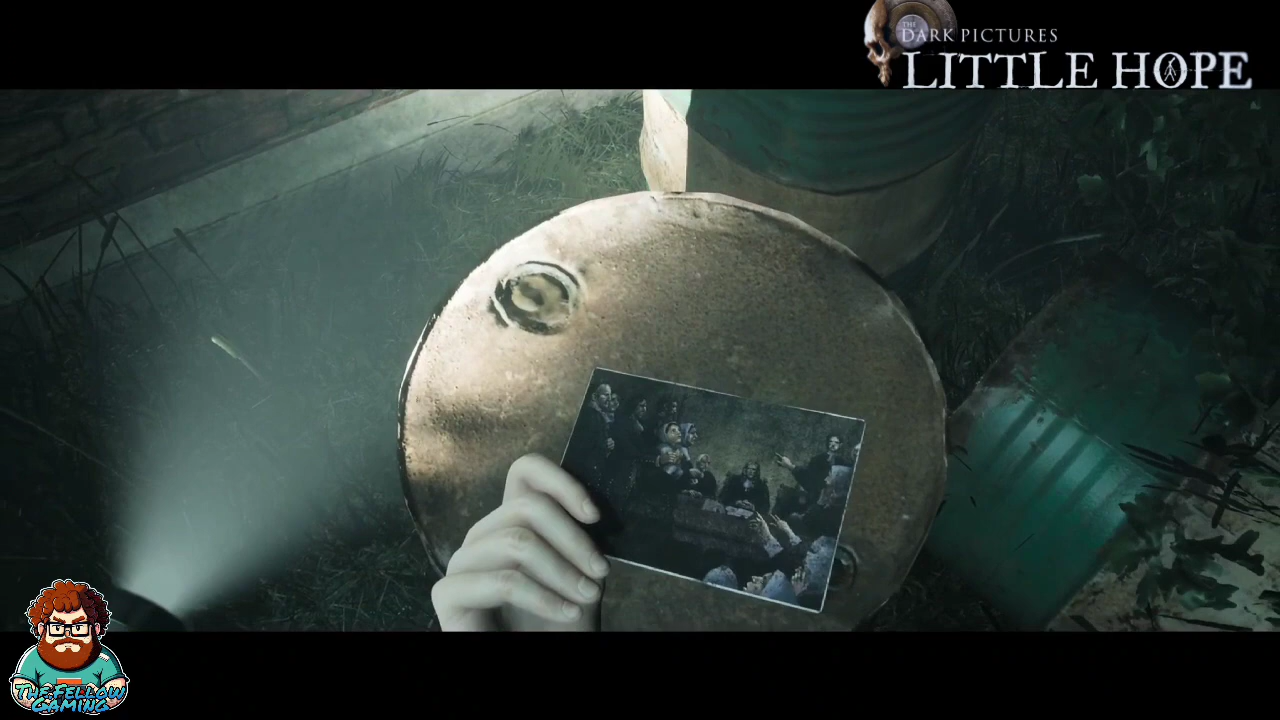 THE
DARK PICTURES
LITTLE HOPE
THE FELLOW
GAMING